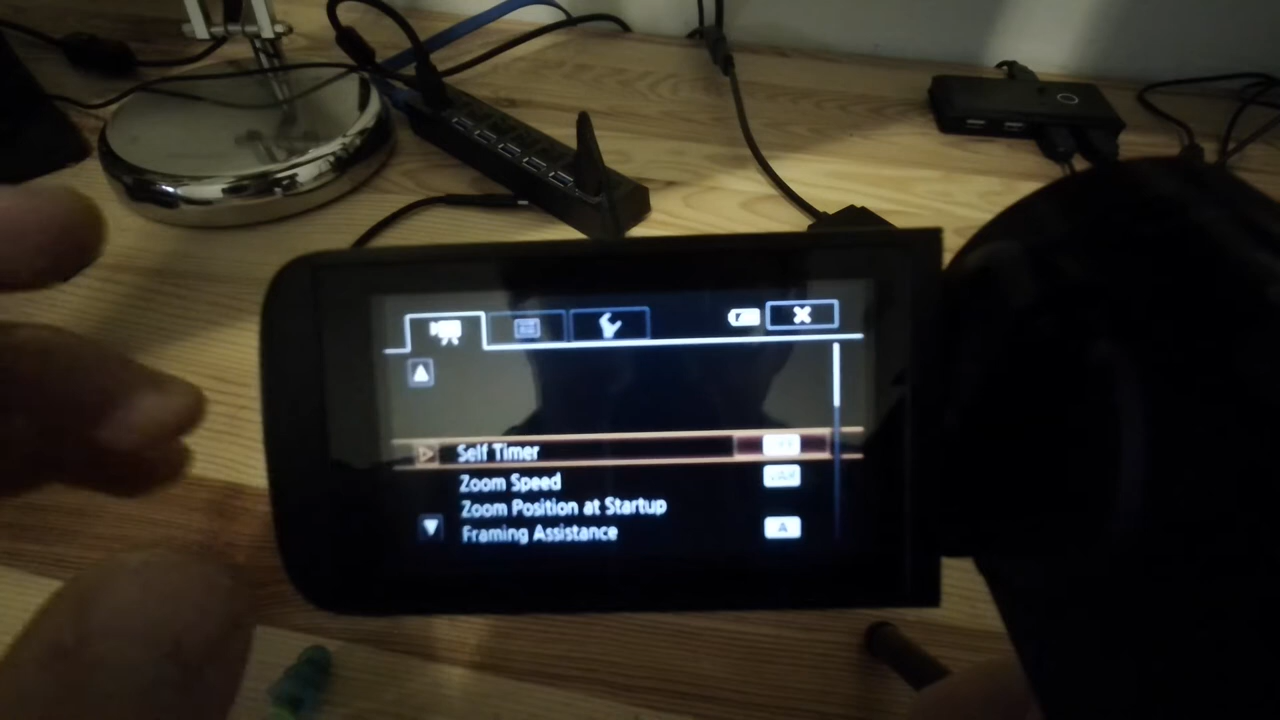 Self Timer
Zoom Speed
Zoom Position at Startup
Framing Assistance
A